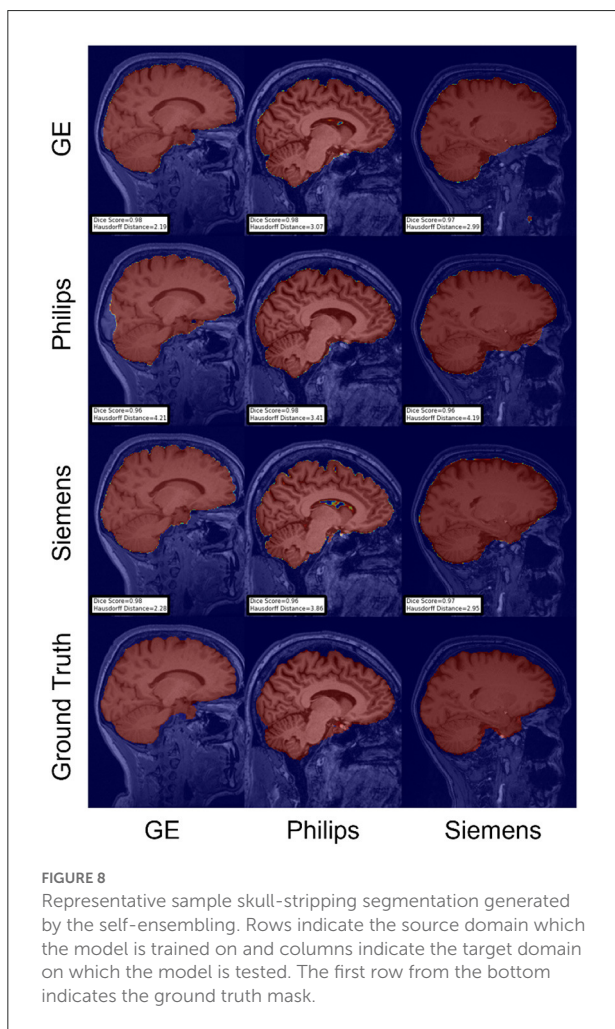 GE
Dice Score=0.98
Hausdorff Distance=2.19
Dice Score=0.98
Hausdorff Distance=3.07
Dice Score=0.97
Hausdorff Distance=2.99
Philips
Dice Score=0.96
Hausdorff Distance=4.21
Dice Score=0.98
Hausdorff Distance=3.41
Dice Score=0.96
Hausdorff Distance=4.19
Siemens
Dice Score=0.98
Hausdorff Distance=2.28
Dice Score=0.96
Hausdorff Distance=3.86
Dice Score=0.97
Hausdorff Distance=2.95
Ground Truth
GE Philips Siemens
FIGURE 8
Representative sample skull-stripping segmentation generated
by the self-ensembling. Rows indicate the source domain which
the model is trained on and columns indicate the target domain
on which the model is tested. The first row from the bottom
indicates the ground truth mask.